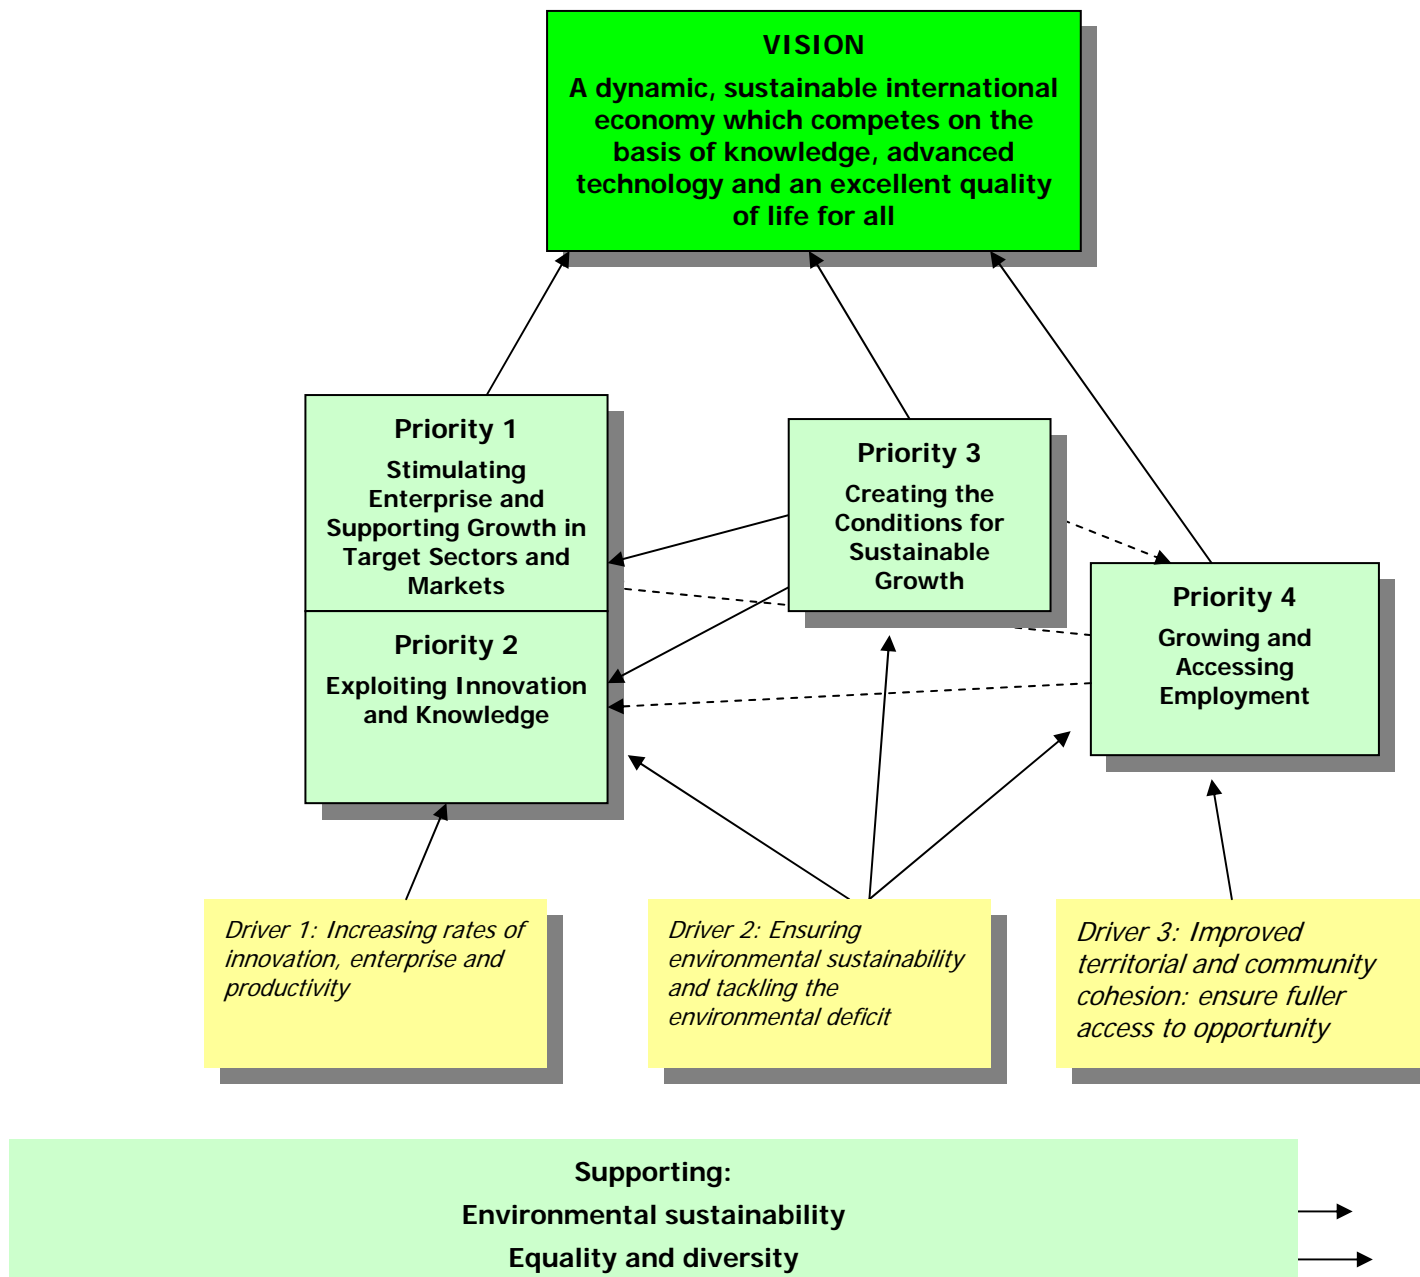 VISION
A dynamic, sustainable international
economy which competes on the
basis of knowledge, advanced
technology and an excellent quality
of life for all
Priority 1
Stimulating
Enterprise and
Supporting Growth in
Target Sectors and
Markets
Priority 2
Exploiting Innovation
and Knowledge
Priority 3
Creating the
Conditions for
Sustainable
Growth
Priority 4
Growing and
Accessing
Employment
Driver 1: Increasing rates of
innovation, enterprise and
productivity
Driver 2: Ensuring
environmental sustainability
and tackling the
environmental deficit
Driver 3: Improved
territorial and community
cohesion: ensure fuller
access to opportunity
Supporting:
Environmental sustainability
Equality and diversity